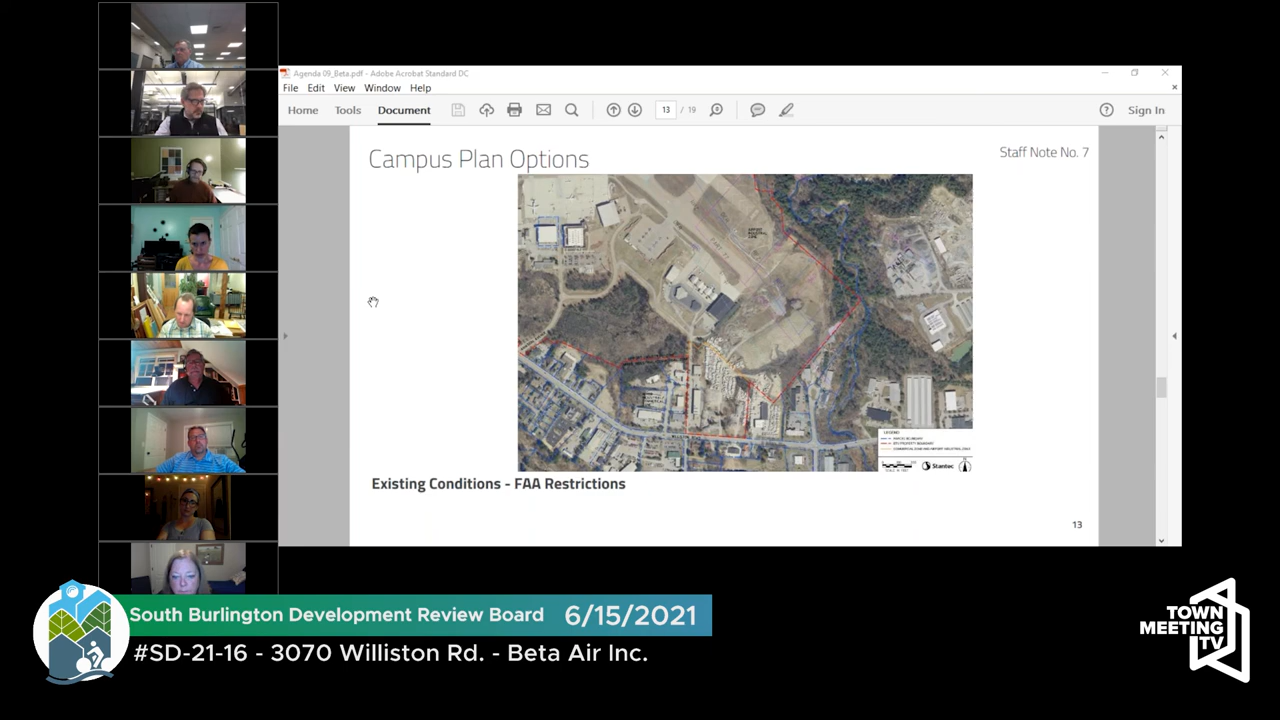 Agenda 09_Beta.pdf - Adobe Acrobat Standard DC
File Edit View Window Help
Home Tools Document 13 / 19 Sign In
Campus Plan Options
Staff Note No. 7
Stantec
Existing Conditions - FAA Restrictions
13
South Burlington Development Review Board 6/15/2021
#SD-21-16 - 3070 Williston Rd. - Beta Air Inc.
TOWN
MEETING
TV